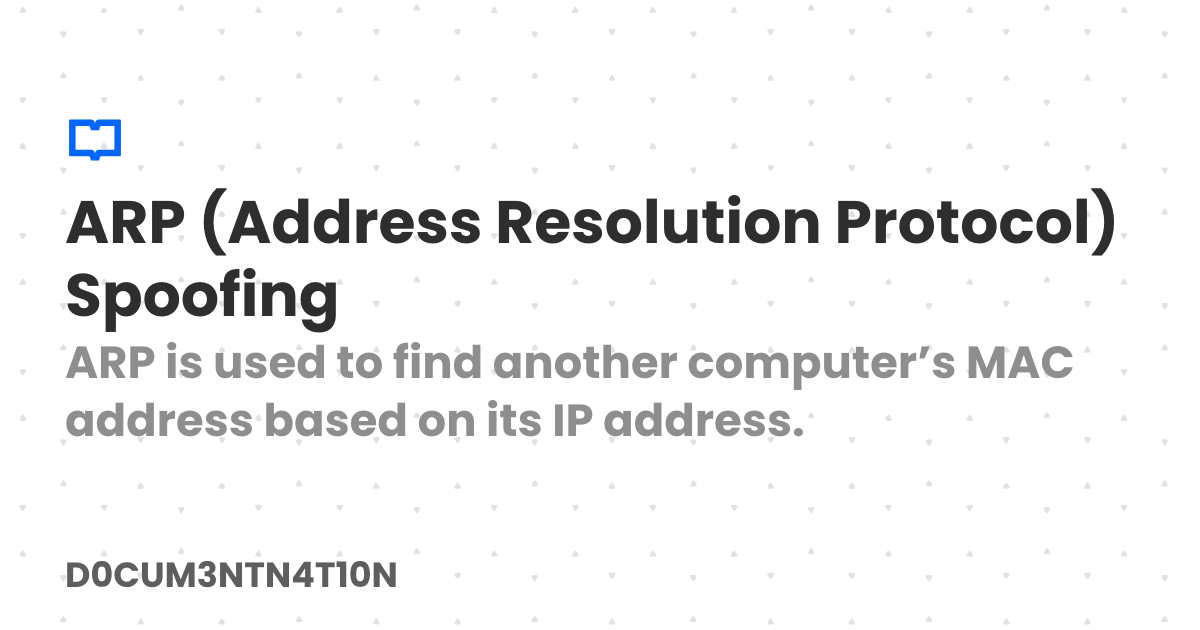 ARP (Address Resolution Protocol)
Spoofing
ARP is used to find another computer’s MAC
address based on its IP address.
D0CUM3NTN4T10N